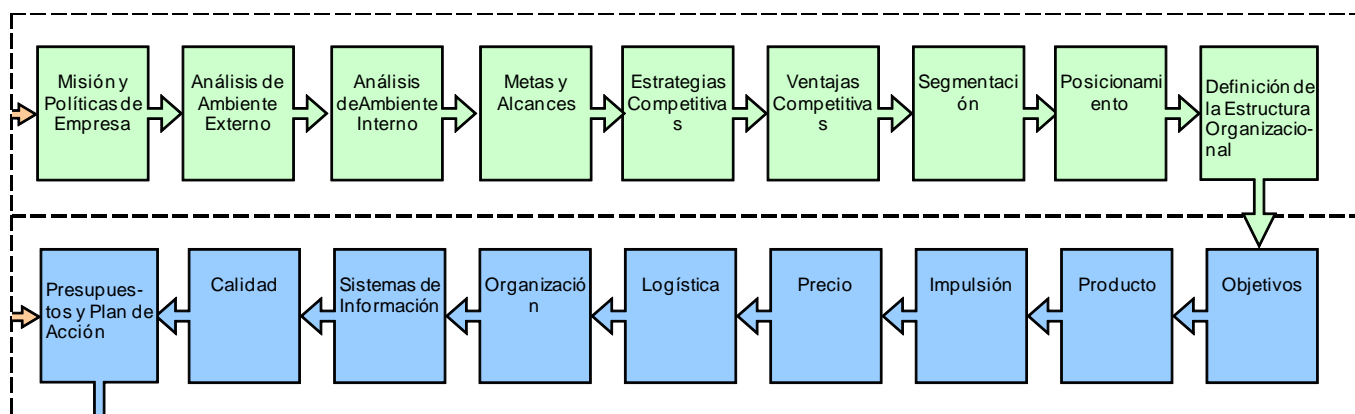 Misión y
Políticas de
Empresa
Análisis de
Ambiente
Externo
Análisis
deAmbiente
Interno
Metas y
Alcances
Estrategias
Competitiva
s
Ventajas
Competitiva
s
Segmentaci
ón
Posicionami
ento
Definición de
la Estructura
Organizacio-
nal
Presupues-
tos y Plan de
Acción
Calidad
Sistemas de
Información
Organizació
n
Logística
Precio
Impulsión
Producto
Objetivos